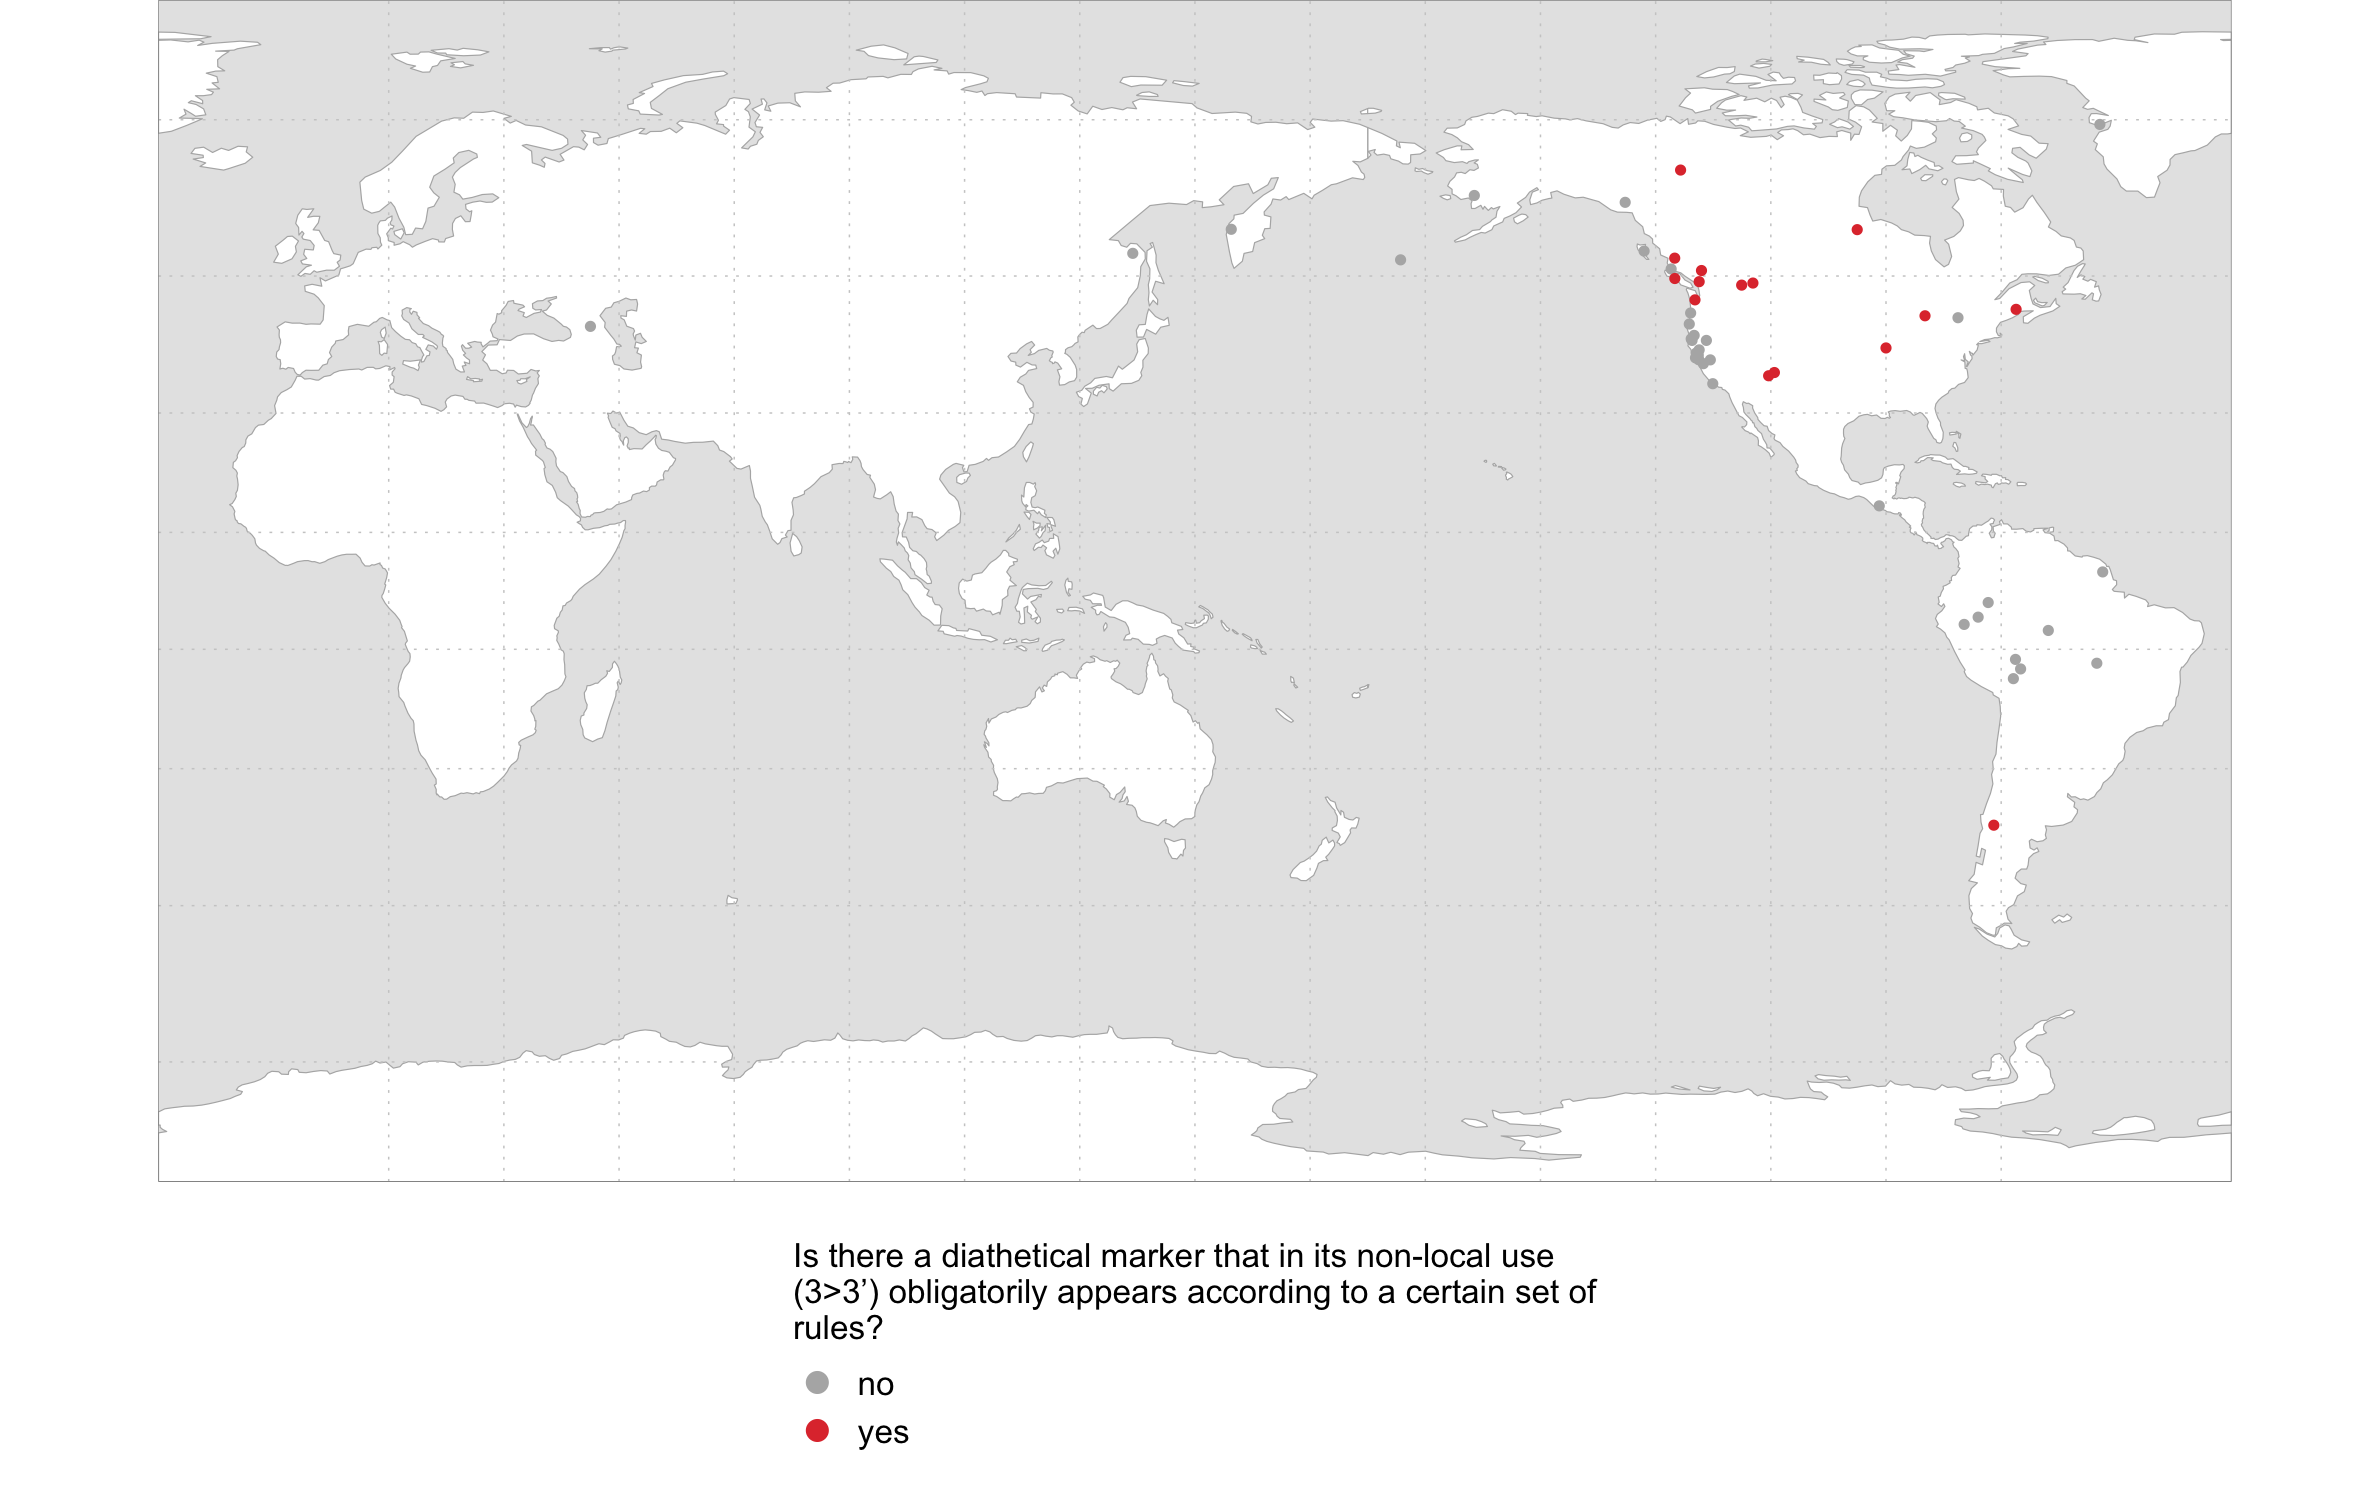 Is there a diathetical marker that in its non-local use
(3>3’) obligatorily appears according to a certain set of
rules?
no
yes